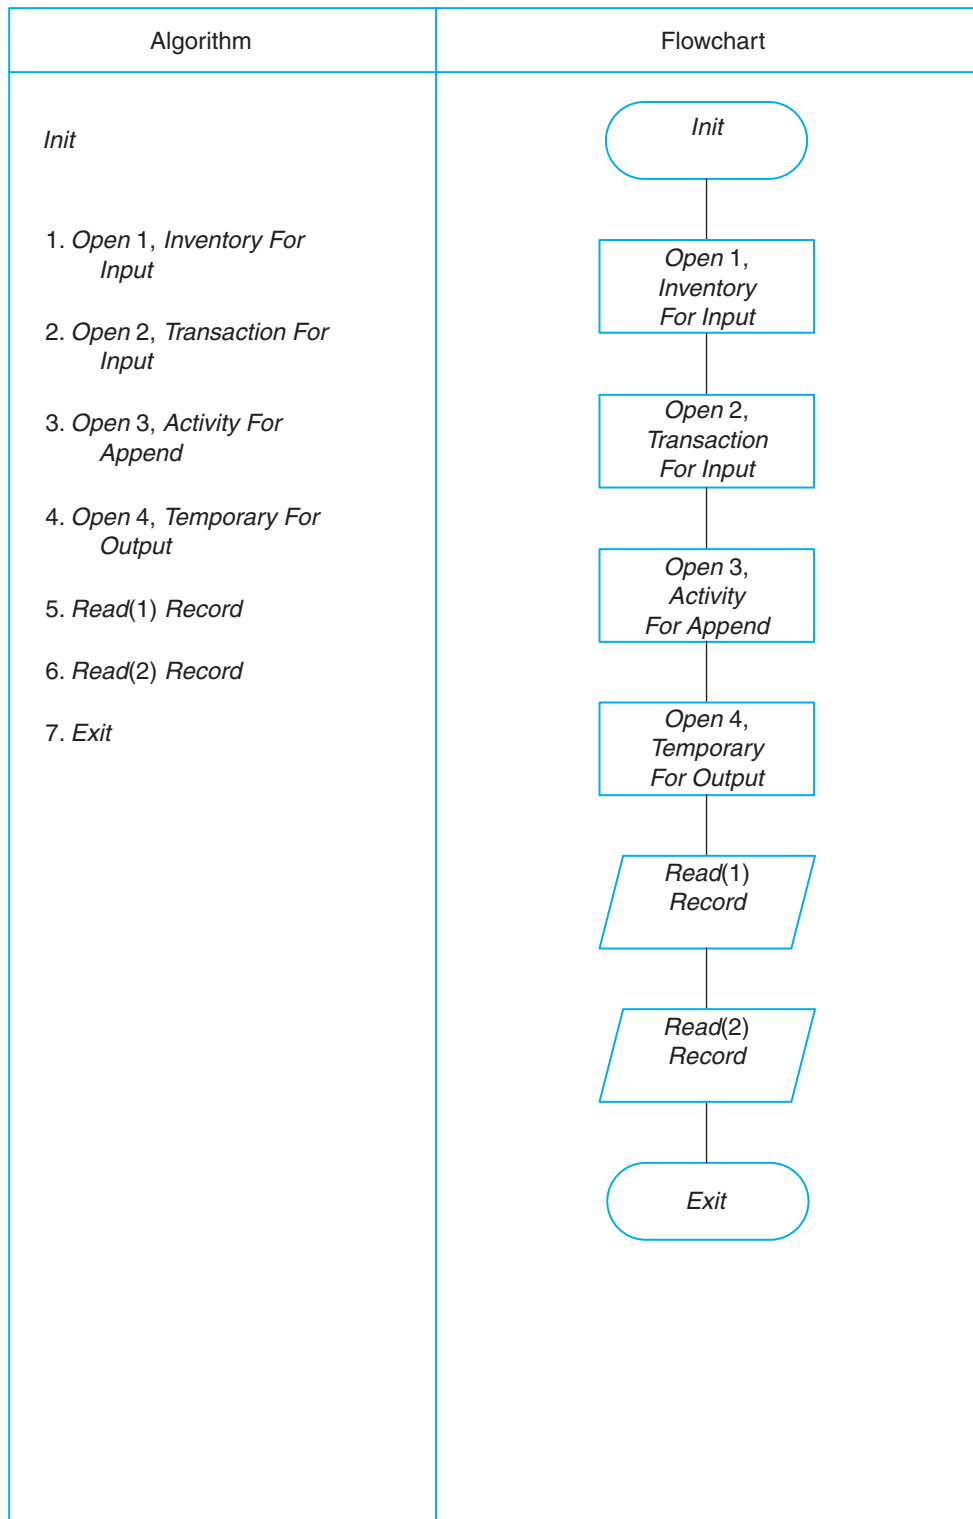 Algorithm
Flowchart
Init
1. Open 1, Inventory For
Input
2. Open 2, Transaction For
Input
3. Open 3, Activity For
Append
4. Open 4, Temporary For
Output
5. Read(1) Record
6. Read(2) Record
7. Exit
Init
Open 1,
Inventory
For Input
Open 2,
Transaction
For Input
Open 3,
Activity
For Append
Open 4,
Temporary
For Output
Read(1)
Record
Read(2)
Record
Exit